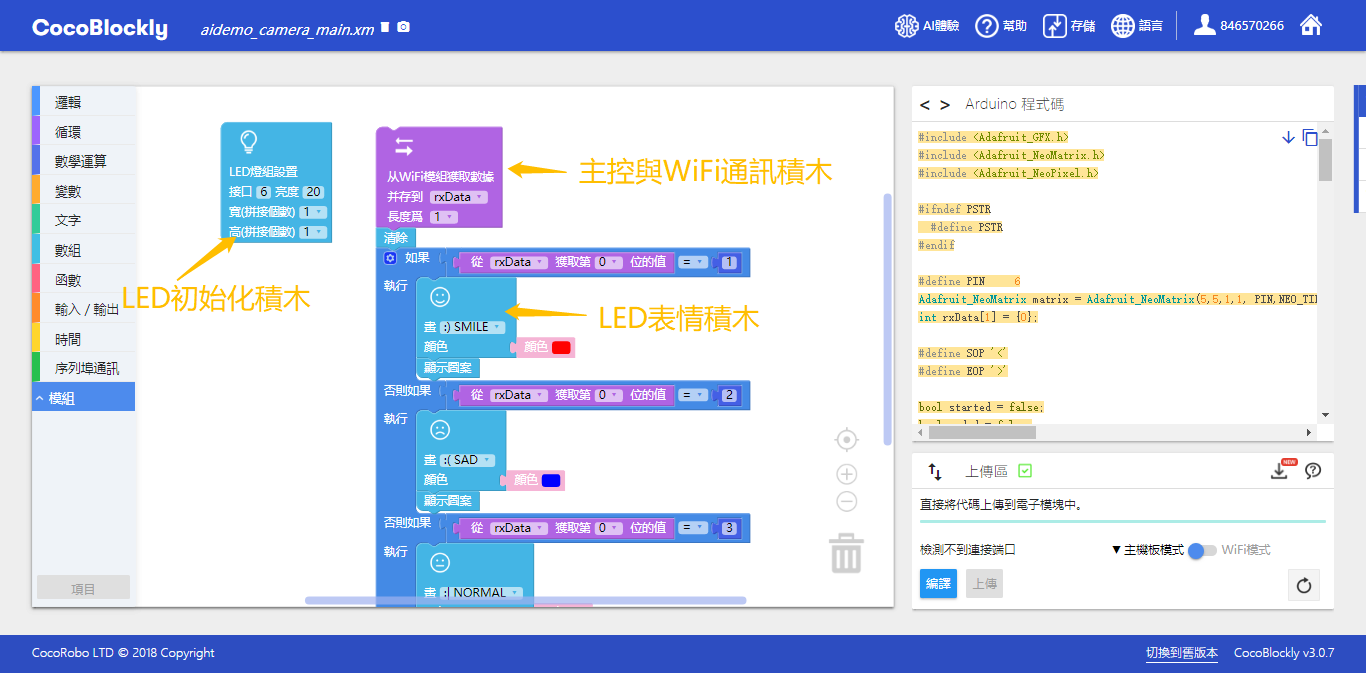 CocoBlockly
aidemo_camera_main.xm
AI體驗
幫助
存儲
語言
846570266
邏輯
循環
數學運算
變數
文字
數組
函數
輸入 / 輸出
時間
序列埠通訊
模組
項目
LED燈組設置
接口 6 亮度 20
寬(拼接個數) 1
高(拼接個數) 1
LED初始化積木
从WiFi模組獲取數據
并存到 rxData
長度爲 1
主控與WiFi通訊積木
清除
如果 從 rxData 獲取第 0 位的值 = 1
執行
畫 :) SMILE
顏色 顏色
顯示圖案
LED表情積木
否則如果 從 rxData 獲取第 0 位的值 = 2
執行
畫 :( SAD
顏色 顏色
顯示圖案
否則如果 從 rxData 獲取第 0 位的值 = 3
執行
畫 :| NORMAL
< > Arduino 程式碼
#include <Adafruit_GFX.h>
#include <Adafruit_NeoMatrix.h>
#include <Adafruit_NeoPixel.h>
#ifndef PSTR
#define PSTR
#endif
#define PIN 6
Adafruit_NeoMatrix matrix = Adafruit_NeoMatrix(5,5,1,1, PIN,NEO_TI
int rxData[1] = {0};
#define SOP '<'
#define EOP '>'
bool started = false;
上傳區
NEW
直接將代碼上傳到電子模塊中。
檢測不到連接端口
▼主機板模式
WiFi模式
編譯
上傳
CocoRobo LTD © 2018 Copyright
切換到舊版本
CocoBlockly v3.0.7